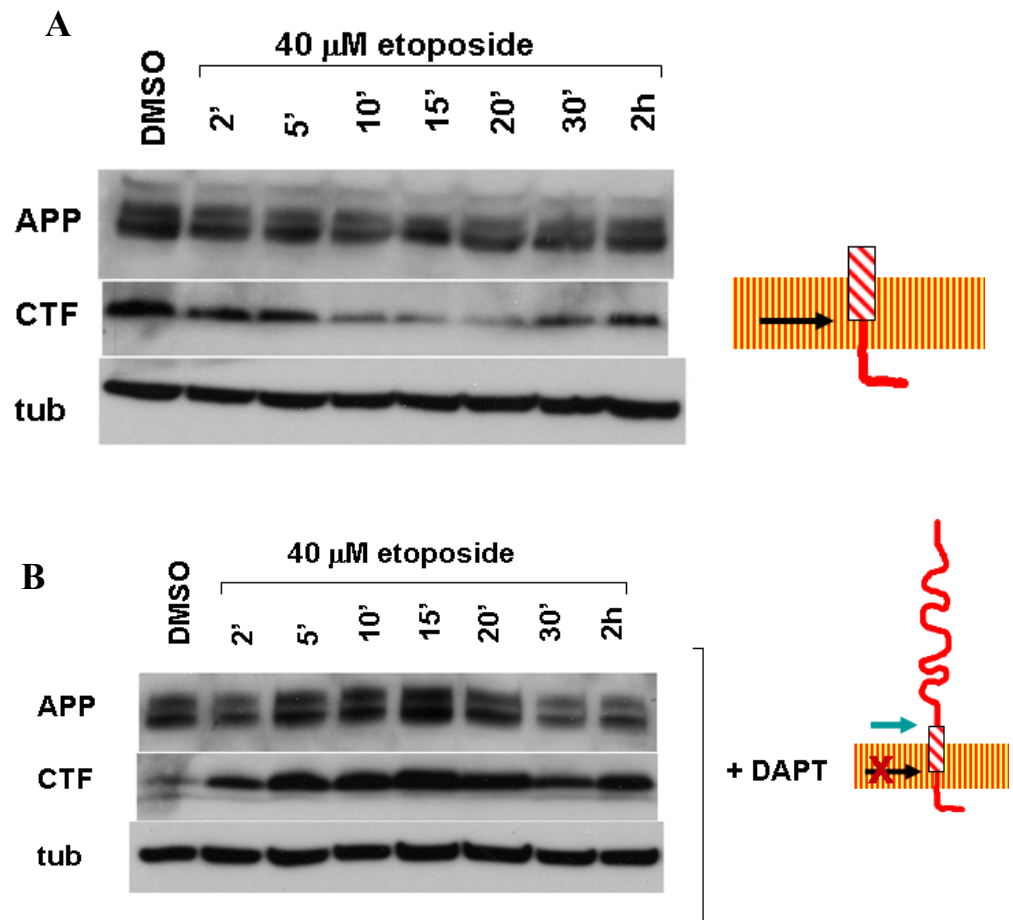 A
40 μM etoposide
DMSO 2' 5' 10' 15' 20' 30' 2h
APP
CTF
tub
B
40 μM etoposide
DMSO 2' 5' 10' 15' 20' 30' 2h
APP
CTF
+ DAPT
X
tub